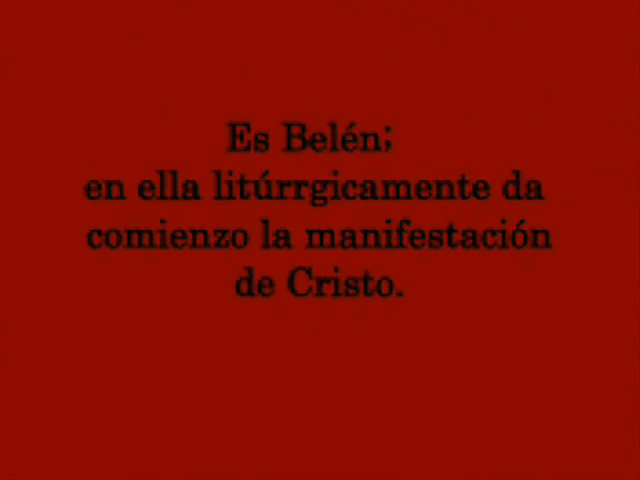 Es Belén;
en ella litúrrgicamente da
comienzo la manifestación
de Cristo.